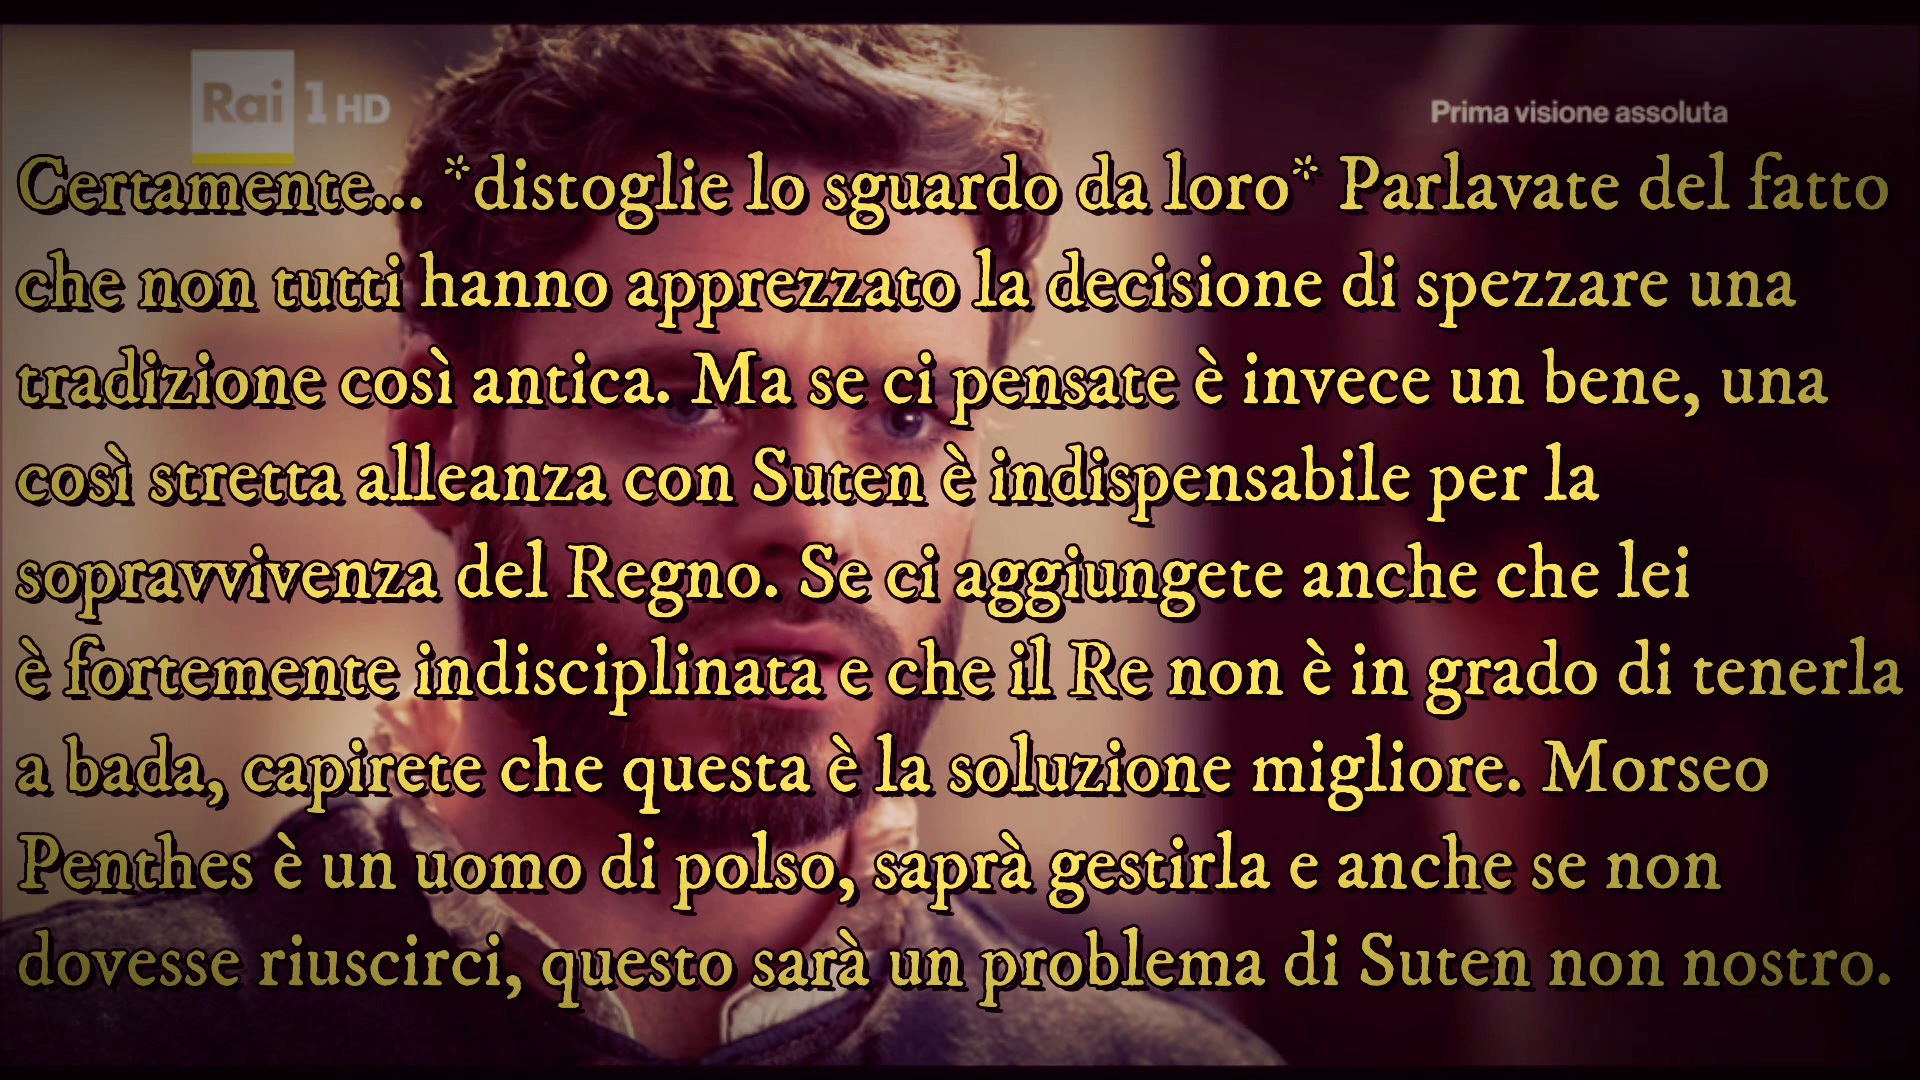 Rai 1 HD
Prima visione assoluta
Certamente... *distoglie lo sguardo da loro* Parlavate del fatto
che non tutti hanno apprezzato la decisione di spezzare una
tradizione così antica. Ma se ci pensate è invece un bene, una
così stretta alleanza con Suten è indispensabile per la
sopravvivenza del Regno. Se ci aggiungete anche che lei
è fortemente indisciplinata e che il Re non è in grado di tenerla
a bada, capirete che questa è la soluzione migliore. Morseo
Penthes è un uomo di polso, saprà gestirla e anche se non
dovesse riuscirci, questo sarà un problema di Suten non nostro.